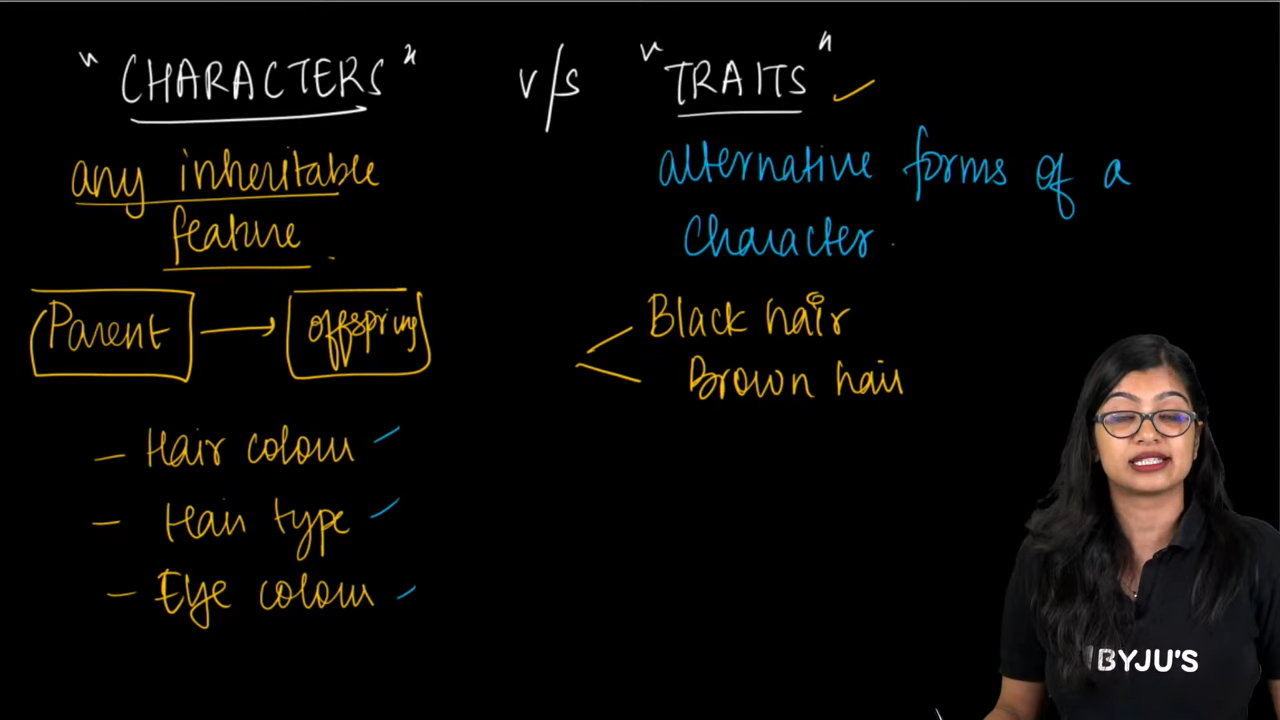 "CHARACTERS" v/s "TRAITS"
any inheritable
feature.
alternative forms of a
character.
Parent → offspring
Black hair
Brown hair
- Hair colour
- Hair type
- Eye colour
BYJU'S